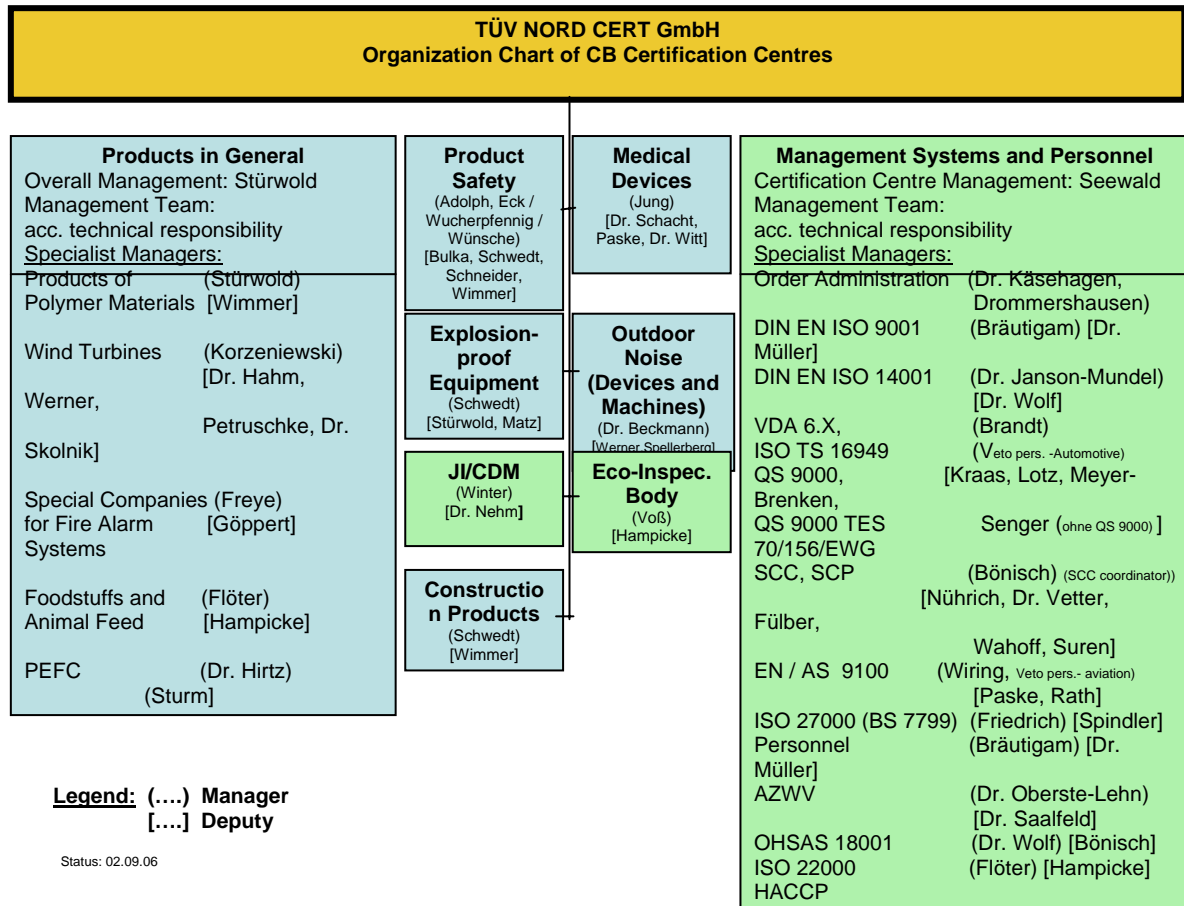 TÜV NORD CERT GmbH
Organization Chart of CB Certification Centres
Products in General
Overall Management: Stürwold
Management Team:
acc. technical responsibility
Specialist Managers:
Products of (Stürwold)
Polymer Materials [Wimmer]
Wind Turbines (Korzeniewski)
[Dr. Hahm,
Werner,
Petruschke, Dr.
Skolnik]
Special Companies (Freye)
for Fire Alarm [Göppert]
Systems
Foodstuffs and (Flöter)
Animal Feed [Hampicke]
PEFC (Dr. Hirtz)
(Sturm]
Product
Safety
(Adolph, Eck /
Wucherpfennig /
Wünsche)
[Bulka, Schwedt,
Schneider,
Wimmer]
Medical
Devices
(Jung)
[Dr. Schacht,
Paske, Dr. Witt]
Explosion-
proof
Equipment
(Schwedt)
[Stürwold, Matz]
Outdoor
Noise
(Devices and
Machines)
(Dr. Beckmann)
[Werner,Spellerberg]
JI/CDM
(Winter)
[Dr. Nehm]
Eco-Inspec.
Body
(Voß)
[Hampicke]
Constructio
n Products
(Schwedt)
[Wimmer]
Management Systems and Personnel
Certification Centre Management: Seewald
Management Team:
acc. technical responsibility
Specialist Managers:
Order Administration (Dr. Käsehagen,
Drommershausen)
DIN EN ISO 9001 (Bräutigam) [Dr.
Müller]
DIN EN ISO 14001 (Dr. Janson-Mundel)
[Dr. Wolf]
VDA 6.X, (Brandt)
ISO TS 16949 (Veto pers. -Automotive)
QS 9000, [Kraas, Lotz, Meyer-
Brenken,
QS 9000 TES Senger (ohne QS 9000) ]
70/156/EWG
SCC, SCP (Bönisch) (SCC coordinator))
[Nührich, Dr. Vetter,
Fülber,
Wahoff, Suren]
EN / AS 9100 (Wiring, Veto pers.- aviation)
[Paske, Rath]
ISO 27000 (BS 7799) (Friedrich) [Spindler]
Personnel (Bräutigam) [Dr.
Müller]
AZWV (Dr. Oberste-Lehn)
[Dr. Saalfeld]
OHSAS 18001 (Dr. Wolf) [Bönisch]
ISO 22000 (Flöter) [Hampicke]
HACCP
Legend: (....) Manager
[....] Deputy
Status: 02.09.06